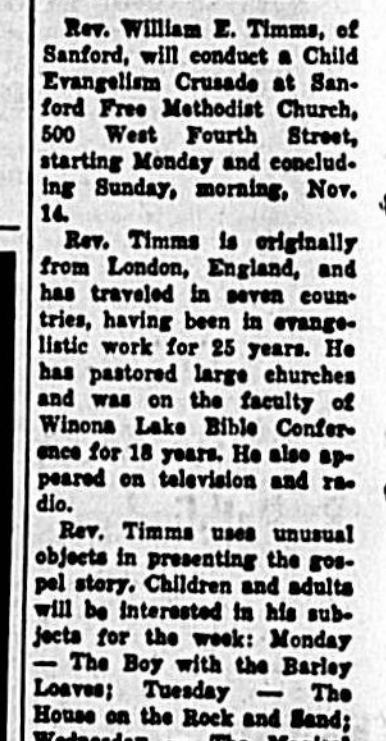 Rev. William E. Timms, of
Sanford, will conduct a Child
Evangelism Crusade at San-
ford Free Methodist Church,
500 West Fourth Street,
starting Monday and conclud-
ing Sunday, morning, Nov.
14.
Rev. Timms is originally
from London, England, and
has traveled in seven coun-
tries, having been in evange-
listic work for 25 years. He
has pastored large churches
and was on the faculty of
Winona Lake Bible Confer-
ence for 18 years. He also ap-
peared on television and ra-
dio.
Rev. Timms uses unusual
objects in presenting the gos-
pel story. Children and adults
will be interested in his sub-
jects for the week: Monday
— The Boy with the Barley
Loaves; Tuesday — The
House on the Rock and Sand;
Wednesday — The